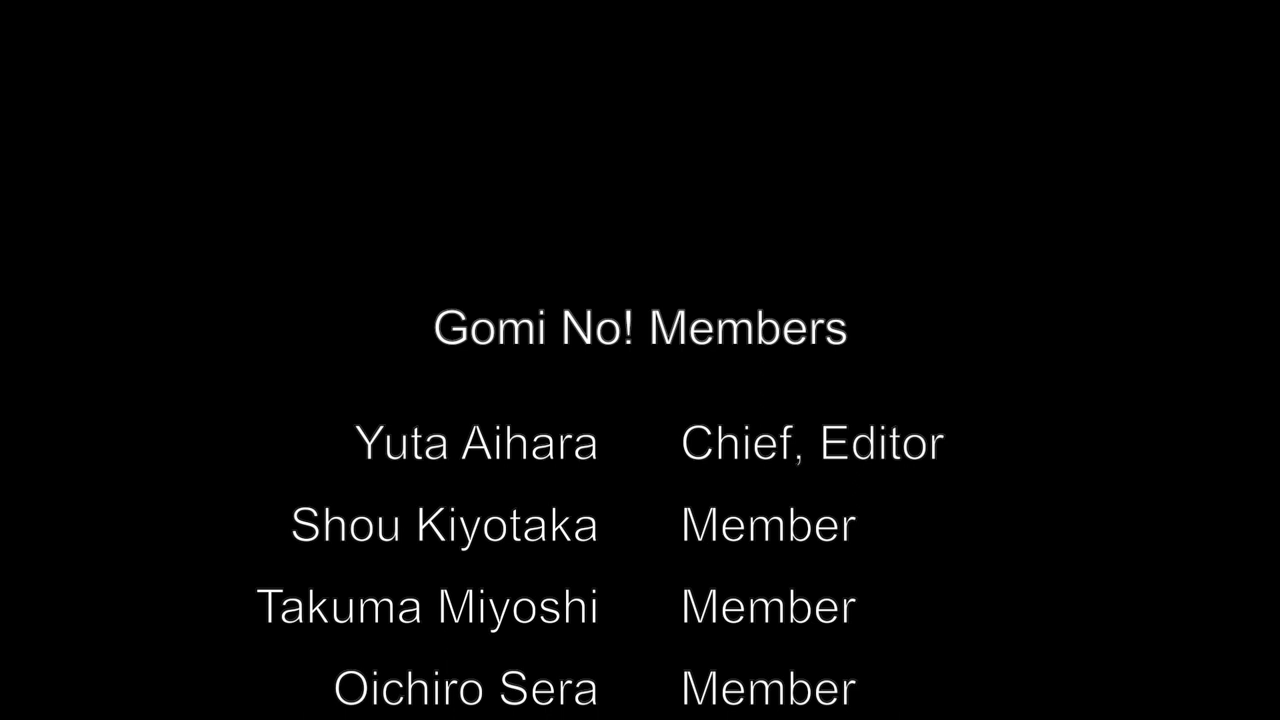 Gomi No! Members
Yuta Aihara Chief, Editor
Shou Kiyotaka Member
Takuma Miyoshi Member
Oichiro Sera Member